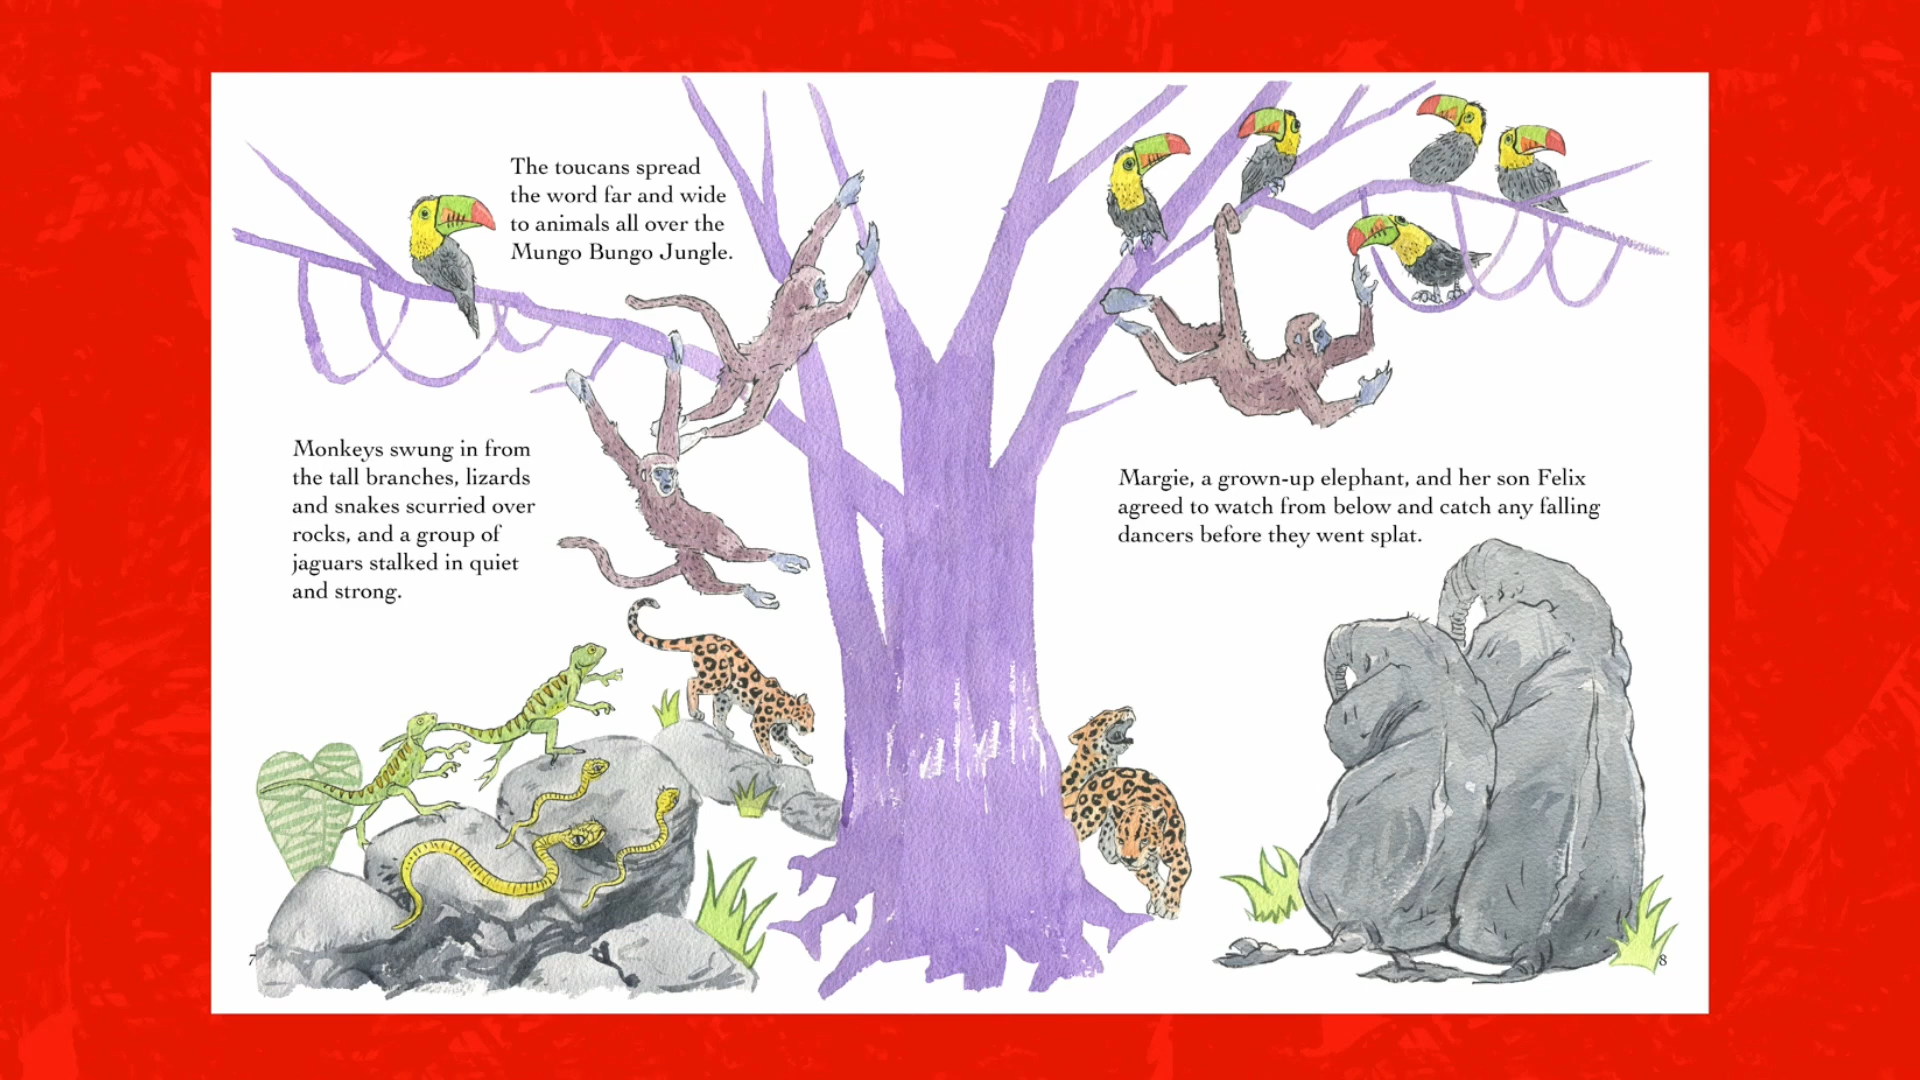 The toucans spread
the word far and wide
to animals all over the
Mungo Bungo Jungle.
Monkeys swung in from
the tall branches, lizards
and snakes scurried over
rocks, and a group of
jaguars stalked in quiet
and strong.
Margie, a grown-up elephant, and her son Felix
agreed to watch from below and catch any falling
dancers before they went splat.
7
8